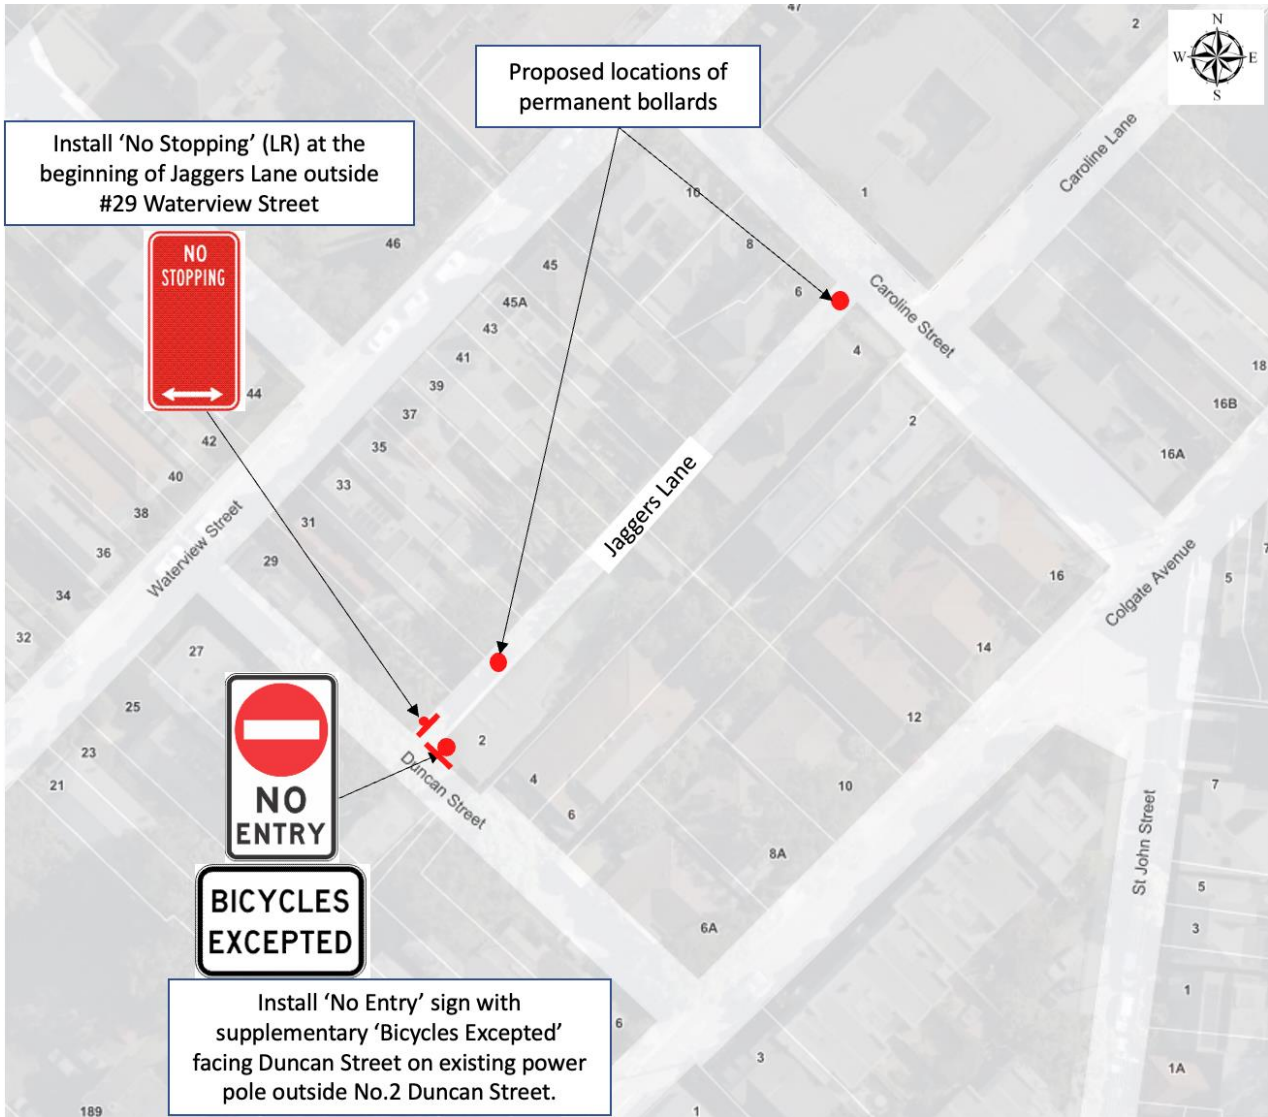 47
2
N
W
E
S
Proposed locations of
permanent bollards
Install ‘No Stopping’ (LR) at the
beginning of Jaggers Lane outside
#29 Waterview Street
NO
STOPPING
Caroline Lane
10
1
46
8
45
6
45A
43
Caroline Street
41
4
39
18
44
37
16B
42
2
35
16A
40
33
Jaggers Lane
38
31
Waterview Street
36
29
16
Colgate Avenue
7
5
34
32
27
14
25
12
2
23
Duncan Street
4
21
10
7
6
NO
ENTRY
8A
St John Street
5
BICYCLES
EXCEPTED
6A
3
1
Install ‘No Entry’ sign with
supplementary ‘Bicycles Excepted’
facing Duncan Street on existing power
pole outside No.2 Duncan Street.
6
3
1A
189
1